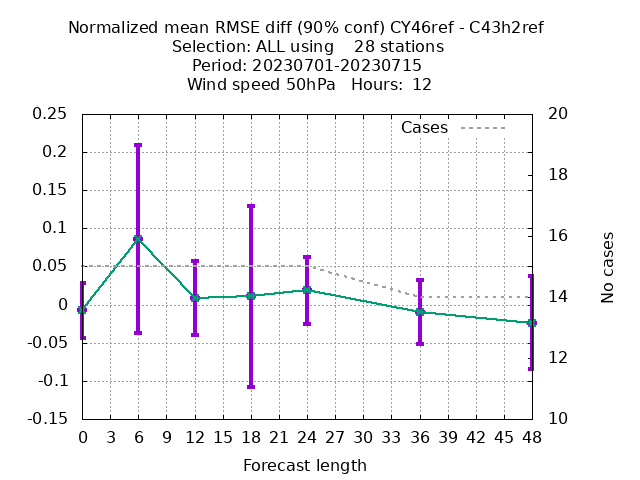 Normalized mean RMSE diff (90% conf) CY46ref - C43h2ref
Selection: ALL using    28 stations
Period: 20230701-20230715
Wind speed 50hPa   Hours:  12
0.25
0.2
0.15
0.1
0.05
0
-0.05
-0.1
-0.15
20
18
16
14
12
10
Cases
No cases
0 3 6 9 12 15 18 21 24 27 30 33 36 39 42 45 48
Forecast length